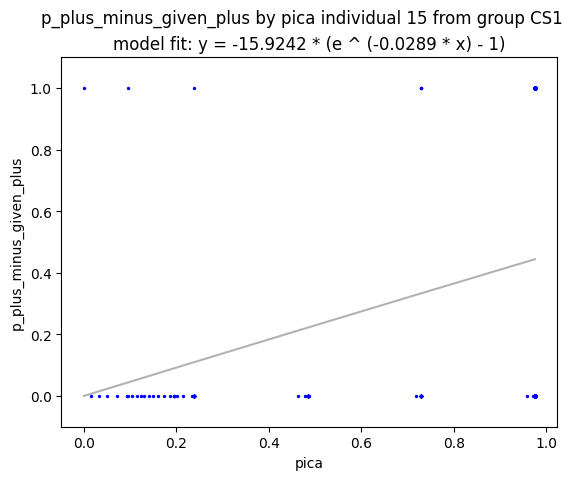 p_plus_minus_given_plus by pica individual 15 from group CS1
model fit: y = -15.9242 * (e ^ (-0.0289 * x) - 1)
1.0
0.8
0.6
0.4
0.2
0.0
p_plus_minus_given_plus
0.0 0.2 0.4 0.6 0.8 1.0
pica